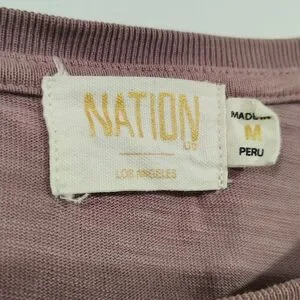 NATION
LTD
LOS ANGELES
MADE IN
M
PERU